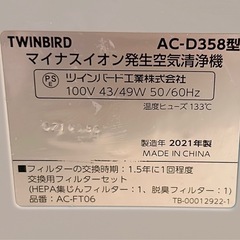 TWINBIRD AC-D358型
マイナスイオン発生空気清浄機
PS
E
ツインバード工業株式会社
100V 43/49W 50/60Hz
温度ヒューズ 133℃
製造年 2021年製
MADE IN CHINA
■フィルターの交換時期：1.5年に1回程度
交換用フィルターセット
(HEPA集じんフィルター：1、脱臭フィルター：1)
品番：AC-FT06
TB-00012922-1